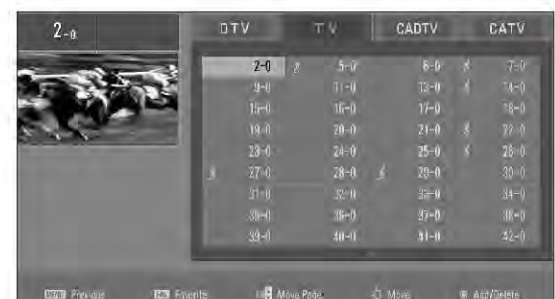 2-0 DTV TV CADTV CATV
2-0 5-0 6-0 7-0
9-0 11-0 13-0 14-0
15-0 16-0 17-0 18-0
19-0 20-0 21-0 22-0
23-0 24-0 25-0 26-0
27-0 28-0 29-0 30-0
31-0 32-0 33-0 34-0
36-0 37-0
39-0 40-0 41-0 42-0
MENU Previous Favorite Move Page Move Add/Delete